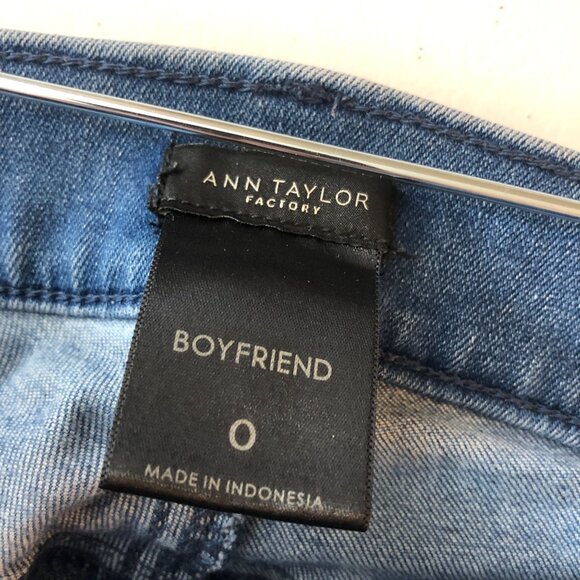 ANN TAYLOR
FACTORY
BOYFRIEND
0
MADE IN INDONESIA